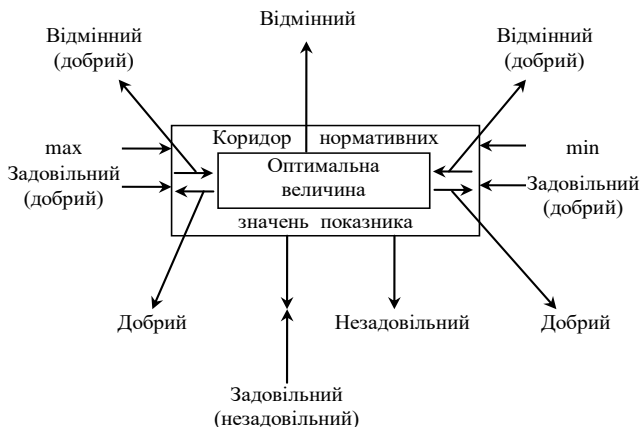 Відмінний
Відмінний
(добрий)
Відмінний
(добрий)
Коридор нормативних
max
min
Оптимальна
величина
Задовільний
(добрий)
Задовільний
(добрий)
значень показника
Добрий
Незадовільний
Добрий
Задовільний
(незадовільний)